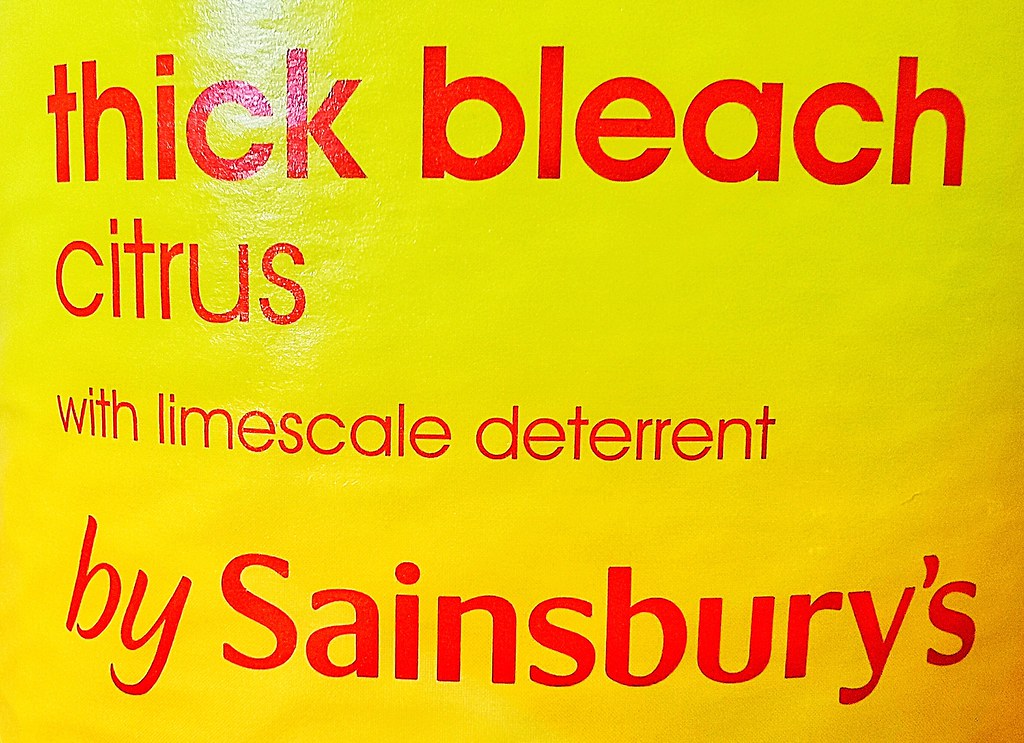 thick bleach
citrus
with limescale deterrent
by Sainsbury's